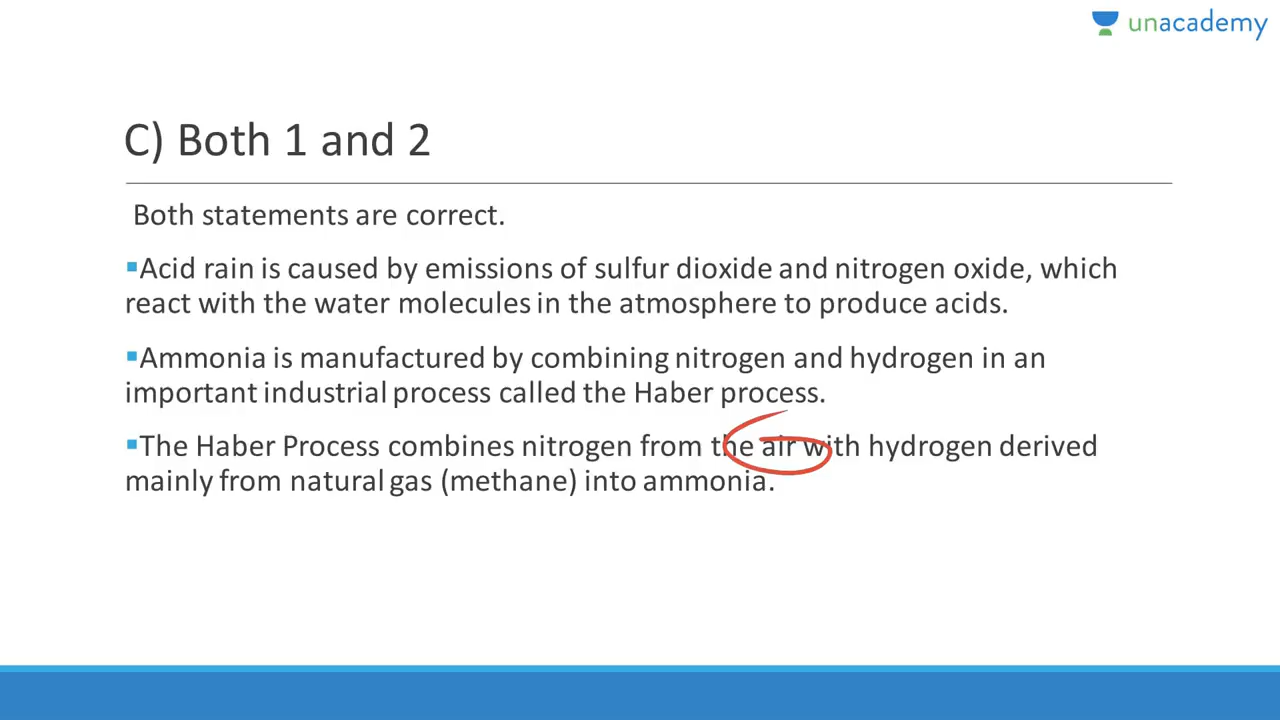 unacademy
C) Both 1 and 2
Both statements are correct.
▪Acid rain is caused by emissions of sulfur dioxide and nitrogen oxide, which
react with the water molecules in the atmosphere to produce acids.
▪Ammonia is manufactured by combining nitrogen and hydrogen in an
important industrial process called the Haber process.
▪The Haber Process combines nitrogen from the air with hydrogen derived
mainly from natural gas (methane) into ammonia.